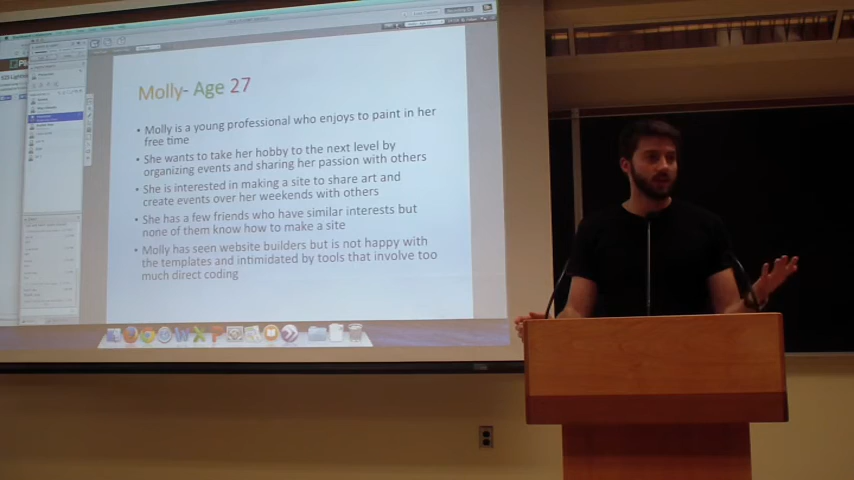 Molly- Age 27
• Molly is a young professional who enjoys to paint in her
free time
• She wants to take her hobby to the next level by
organizing events and sharing her passion with others
• She is interested in making a site to share art and
create events over her weekends with others
• She has a few friends who have similar interests but
none of them know how to make a site
• Molly has seen website builders but is not happy with
the templates and intimidated by tools that involve too
much direct coding